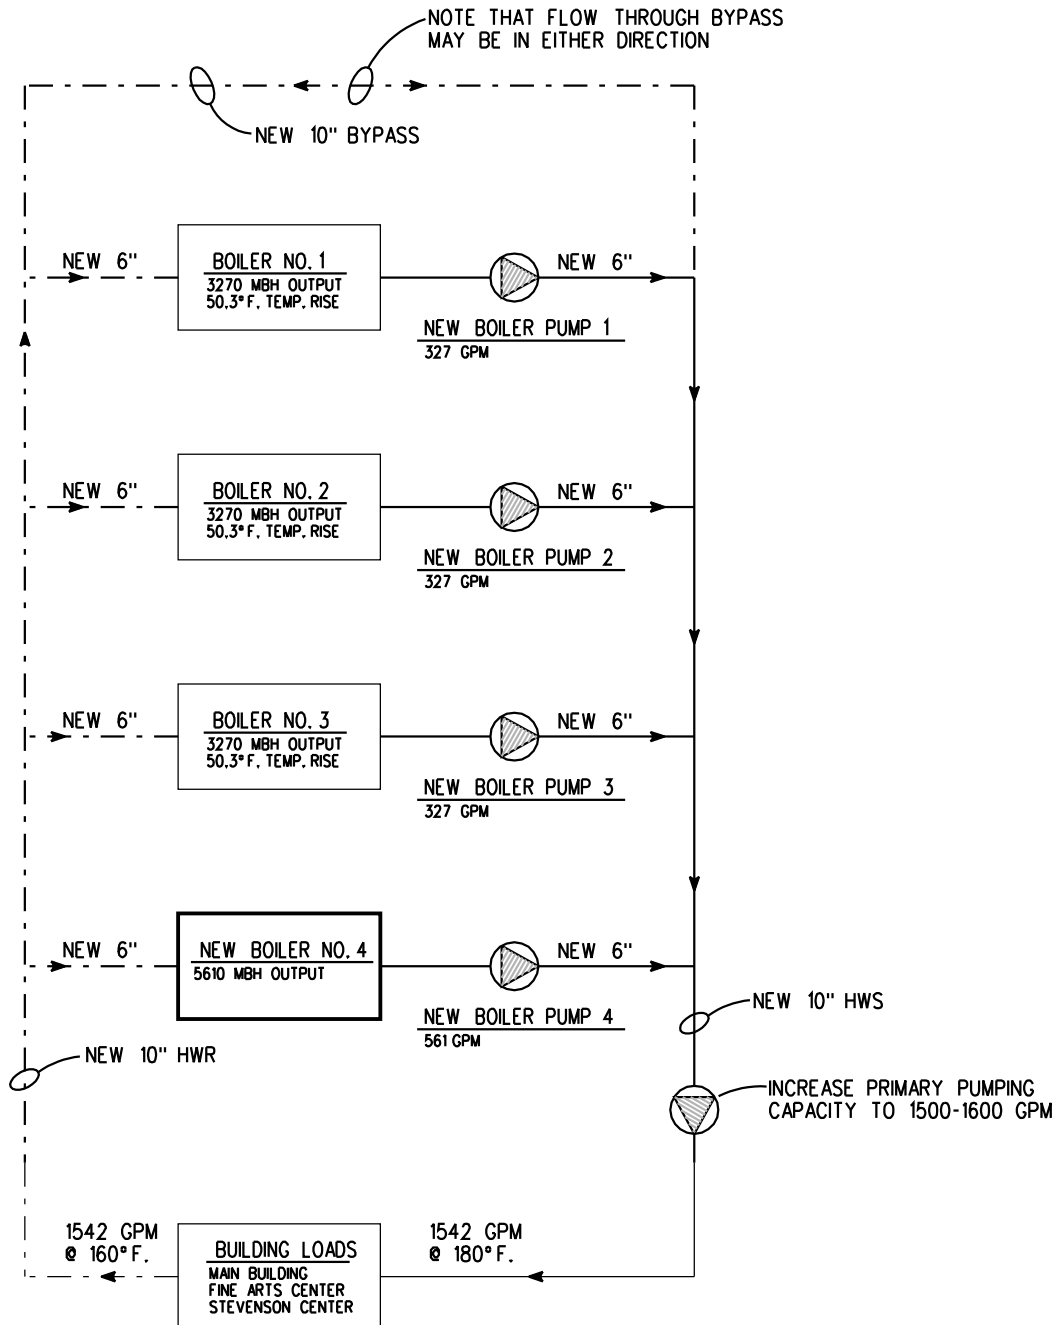 NOTE THAT FLOW THROUGH BYPASS
MAY BE IN EITHER DIRECTION
NEW 10" BYPASS
NEW 6"
BOILER NO. 1
3270 MBH OUTPUT
50.3°F. TEMP. RISE
NEW 6"
NEW BOILER PUMP 1
327 GPM
NEW 6"
BOILER NO. 2
3270 MBH OUTPUT
50.3°F. TEMP. RISE
NEW 6"
NEW BOILER PUMP 2
327 GPM
NEW 6"
BOILER NO. 3
3270 MBH OUTPUT
50.3°F. TEMP. RISE
NEW 6"
NEW BOILER PUMP 3
327 GPM
NEW 6"
NEW BOILER NO. 4
5610 MBH OUTPUT
NEW 6"
NEW BOILER PUMP 4
561 GPM
NEW 10" HWS
NEW 10" HWR
INCREASE PRIMARY PUMPING
CAPACITY TO 1500-1600 GPM
1542 GPM
@ 160°F.
BUILDING LOADS
MAIN BUILDING
FINE ARTS CENTER
STEVENSON CENTER
1542 GPM
@ 180°F.